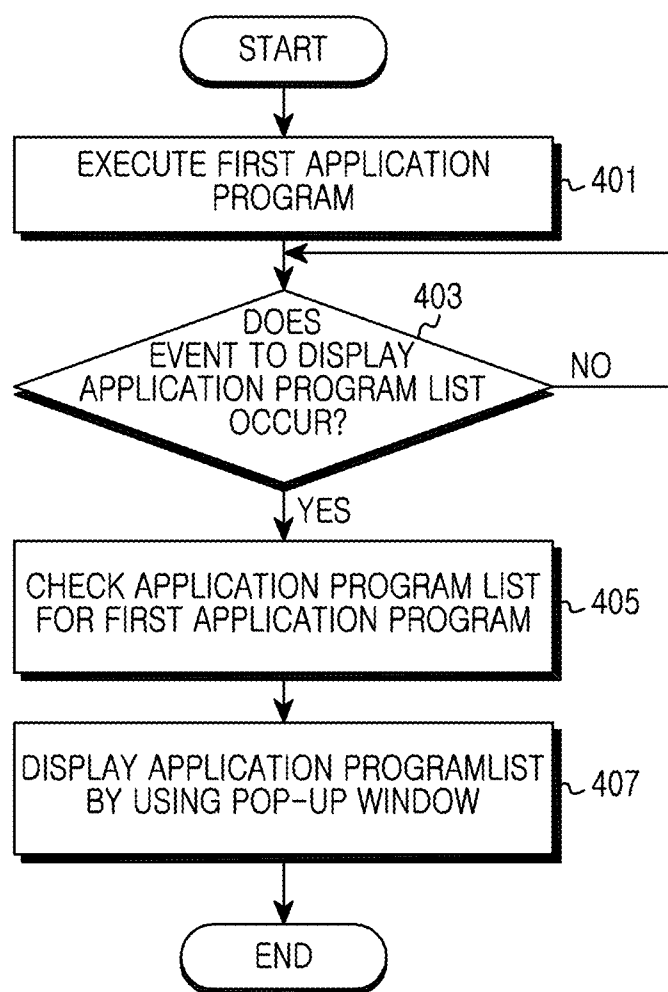 START
EXECUTE FIRST APPLICATION
PROGRAM
401
403
DOES
EVENT TO DISPLAY
APPLICATION PROGRAM LIST
OCCUR?
NO
YES
CHECK APPLICATION PROGRAM LIST
FOR FIRST APPLICATION PROGRAM
405
DISPLAY APPLICATION PROGRAMLIST
BY USING POP-UP WINDOW
407
END